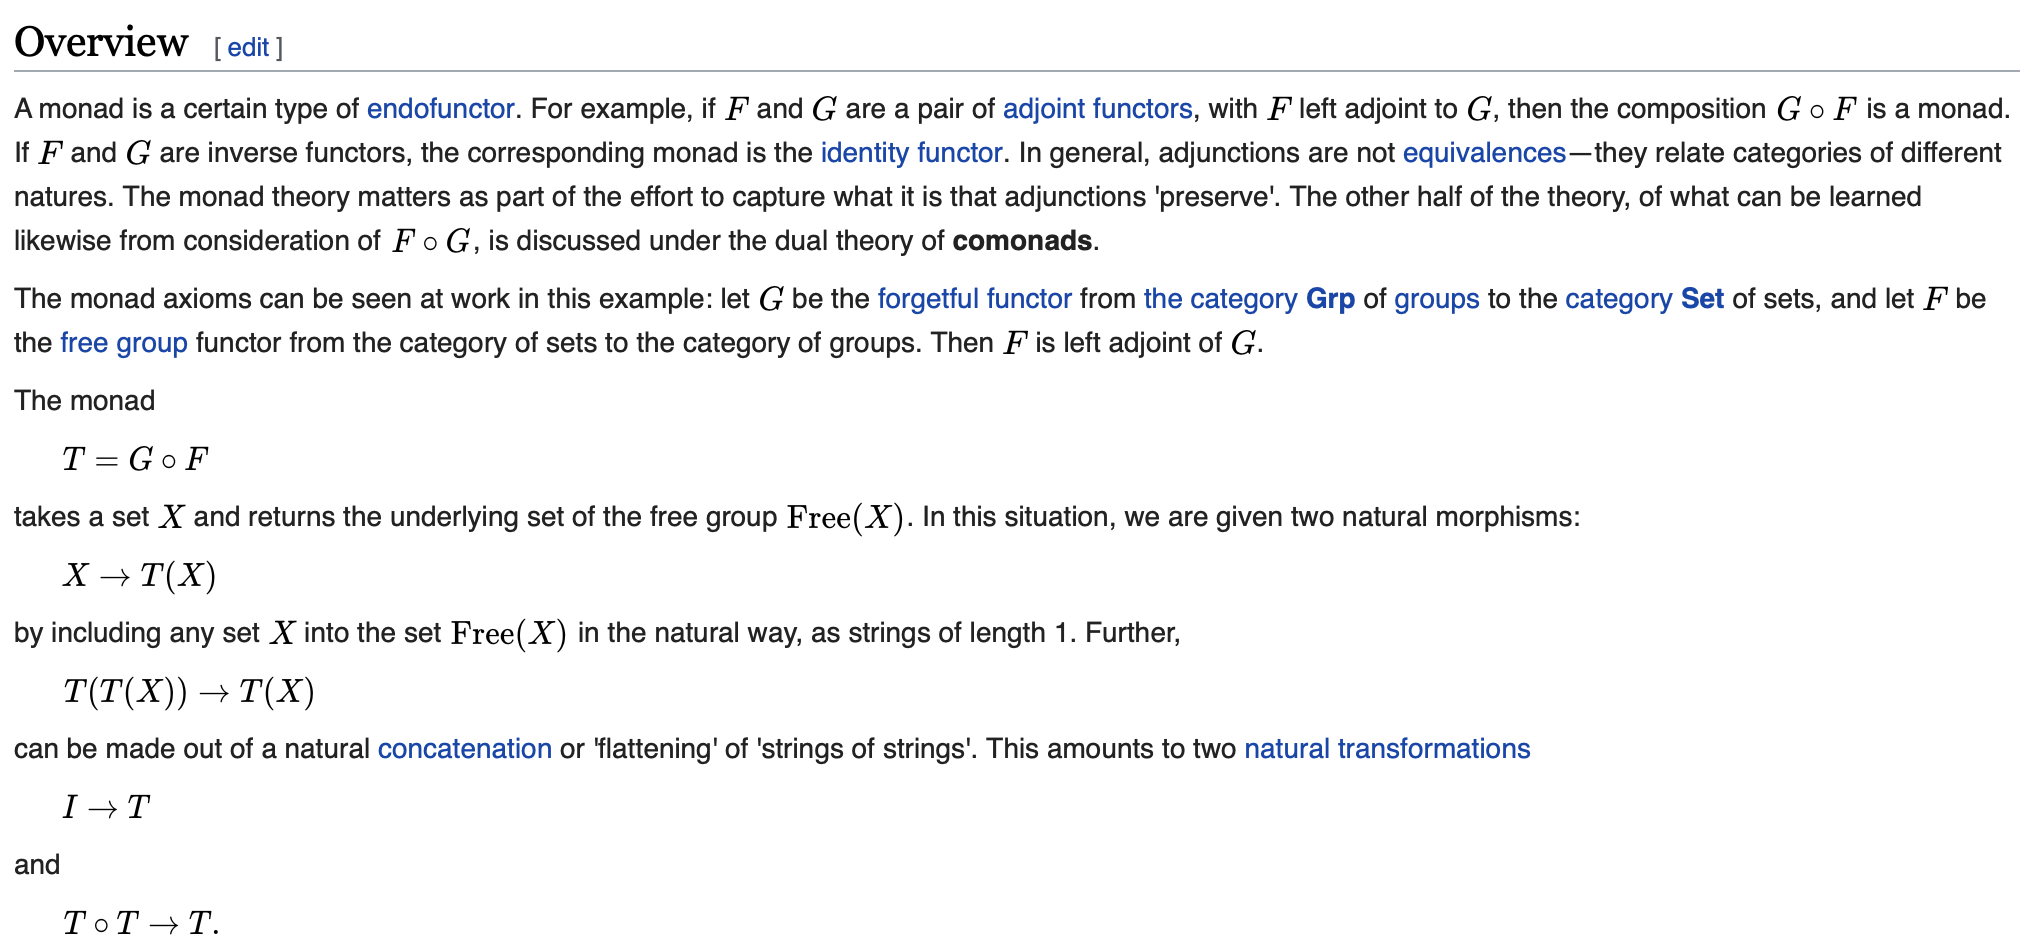 Overview [ edit ]
A monad is a certain type of endofunctor. For example, if F and G are a pair of adjoint functors, with F left adjoint to G, then the composition G ∘ F is a monad.
If F and G are inverse functors, the corresponding monad is the identity functor. In general, adjunctions are not equivalences—they relate categories of different
natures. The monad theory matters as part of the effort to capture what it is that adjunctions 'preserve'. The other half of the theory, of what can be learned
likewise from consideration of F ∘ G, is discussed under the dual theory of comonads.
The monad axioms can be seen at work in this example: let G be the forgetful functor from the category Grp of groups to the category Set of sets, and let F be
the free group functor from the category of sets to the category of groups. Then F is left adjoint of G.
The monad
T = G ∘ F
takes a set X and returns the underlying set of the free group Free(X). In this situation, we are given two natural morphisms:
X → T(X)
by including any set X into the set Free(X) in the natural way, as strings of length 1. Further,
T(T(X)) → T(X)
can be made out of a natural concatenation or 'flattening' of 'strings of strings'. This amounts to two natural transformations
I → T
and
T ∘ T → T.